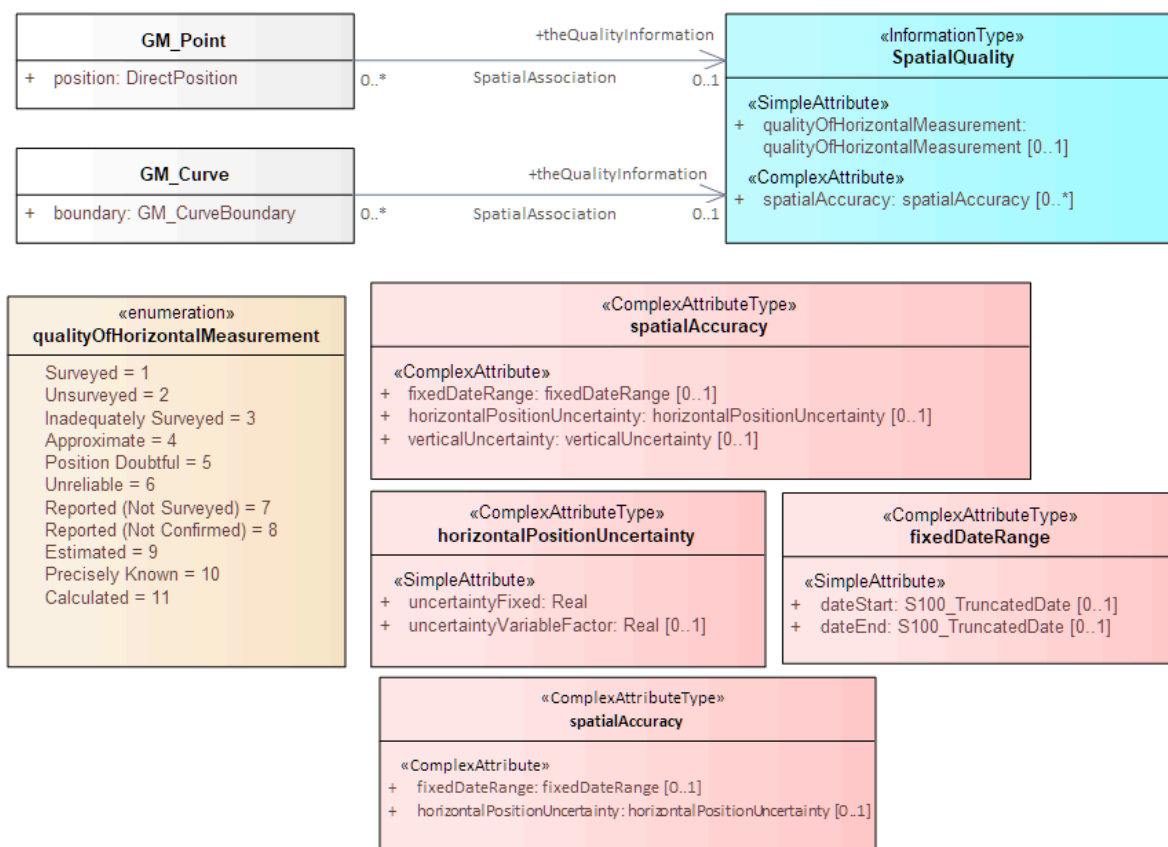 GM_Point
+ position: DirectPosition
+theQualityInformation
0..* SpatialAssociation 0..1
«InformationType»
SpatialQuality
«SimpleAttribute»
+ qualityOfHorizontalMeasurement:
qualityOfHorizontalMeasurement [0..1]
«ComplexAttribute»
+ spatialAccuracy: spatialAccuracy [0..*]
GM_Curve
+ boundary: GM_CurveBoundary
+theQualityInformation
0..* SpatialAssociation 0..1
«enumeration»
qualityOfHorizontalMeasurement
Surveyed = 1
Unsurveyed = 2
Inadequately Surveyed = 3
Approximate = 4
Position Doubtful = 5
Unreliable = 6
Reported (Not Surveyed) = 7
Reported (Not Confirmed) = 8
Estimated = 9
Precisely Known = 10
Calculated = 11
«ComplexAttributeType»
spatialAccuracy
«ComplexAttribute»
+ fixedDateRange: fixedDateRange [0..1]
+ horizontalPositionUncertainty: horizontalPositionUncertainty [0..1]
+ verticalUncertainty: verticalUncertainty [0..1]
«ComplexAttributeType»
horizontalPositionUncertainty
«SimpleAttribute»
+ uncertaintyFixed: Real
+ uncertaintyVariableFactor: Real [0..1]
«ComplexAttributeType»
fixedDateRange
«SimpleAttribute»
+ dateStart: S100_TruncatedDate [0..1]
+ dateEnd: S100_TruncatedDate [0..1]
«ComplexAttributeType»
spatialAccuracy
«ComplexAttribute»
+ fixedDateRange: fixedDateRange [0..1]
+ horizontalPositionUncertainty: horizontalPositionUncertainty [0..1]